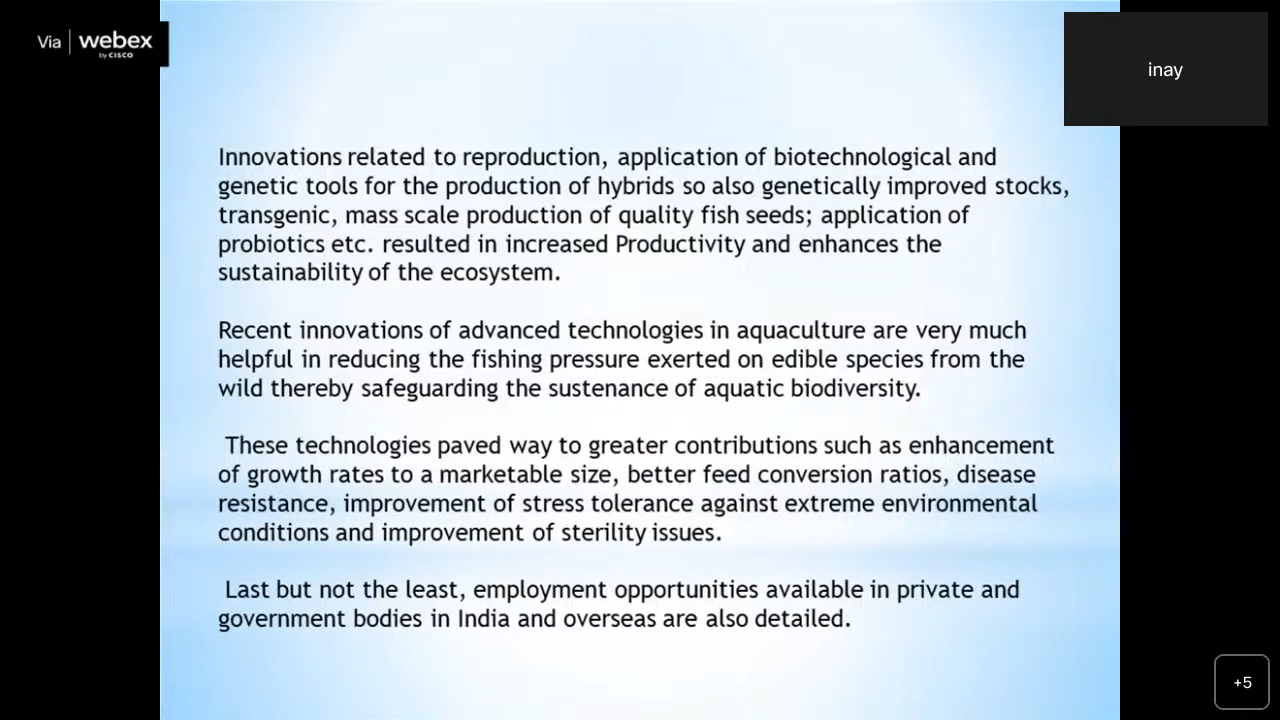 Via | webex
by CISCO
inay
Innovations related to reproduction, application of biotechnological and
genetic tools for the production of hybrids so also genetically improved stocks,
transgenic, mass scale production of quality fish seeds; application of
probiotics etc. resulted in increased Productivity and enhances the
sustainability of the ecosystem.
Recent innovations of advanced technologies in aquaculture are very much
helpful in reducing the fishing pressure exerted on edible species from the
wild thereby safeguarding the sustenance of aquatic biodiversity.
These technologies paved way to greater contributions such as enhancement
of growth rates to a marketable size, better feed conversion ratios, disease
resistance, improvement of stress tolerance against extreme environmental
conditions and improvement of sterility issues.
Last but not the least, employment opportunities available in private and
government bodies in India and overseas are also detailed.
+5